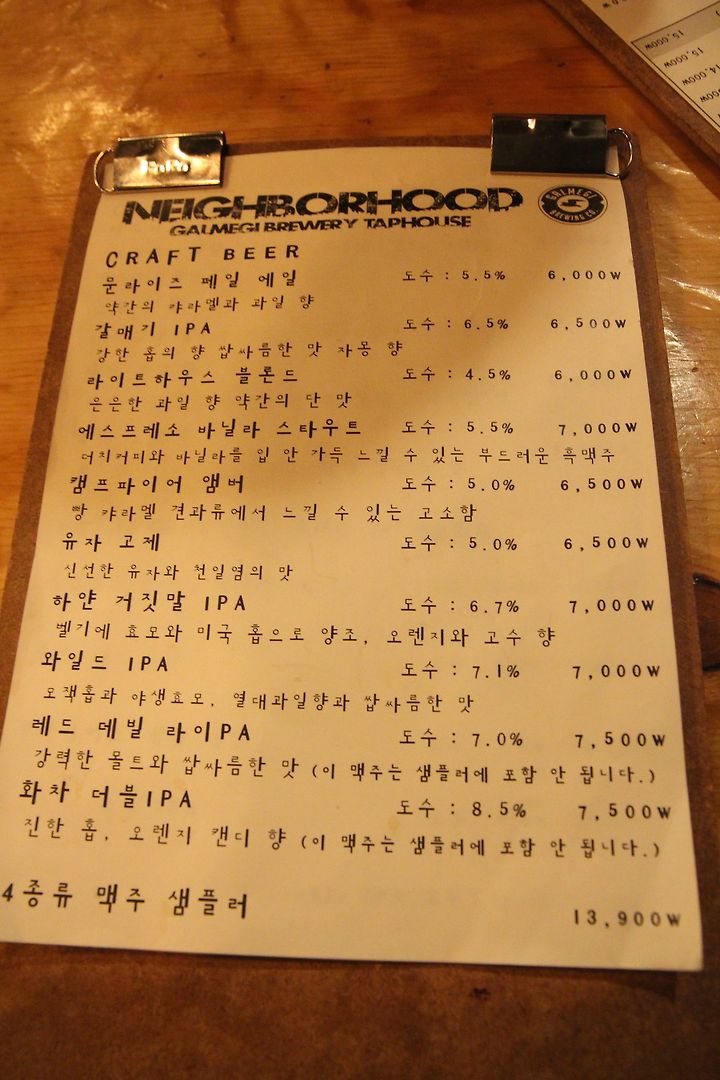 15,000w
15,000w
14,000w
NEIGHBORHOOD
GALMEGI BREWERY TAPHOUSE
GALMEGI
BREWING CO.
CRAFT BEER
문라이즈 페일 에일 도수 : 5.5% 6,000w
약간의 캬라멜과 과일 향
갈매기 IPA 도수 : 6.5% 6,500w
강한 홉의 향 쌉싸름한 맛 자몽 향
라이트하우스 블론드 도수 : 4.5% 6,000w
은은한 과일 향 약간의 단 맛
에스프레소 바닐라 스타우트 도수 : 5.5% 7,000w
더치커피와 바닐라를 입 안 가득 느낄 수 있는 부드러운 흑맥주
캠프파이어 앰버 도수 : 5.0% 6,500w
빵 캬라멜 견과류에서 느낄 수 있는 고소함
유자 고제 도수 : 5.0% 6,500w
신선한 유자와 천일염의 맛
하얀 거짓말 IPA 도수 : 6.7% 7,000w
벨기에 효모와 미국 홉으로 양조, 오렌지와 고수 향
와일드 IPA 도수 : 7.1% 7,000w
모잭홉과 야생효모, 열대과일향과 쌉싸름한 맛
레드 데빌 라이PA 도수 : 7.0% 7,500w
강력한 몰트와 쌉싸름한 맛 (이 맥주는 샘플러에 포함 안 됩니다.)
화차 더블IPA 도수 : 8.5% 7,500w
진한 홉, 오렌지 캔디 향 (이 맥주는 샘플러에 포함 안 됩니다.)
4종류 맥주 샘플러 13,900w